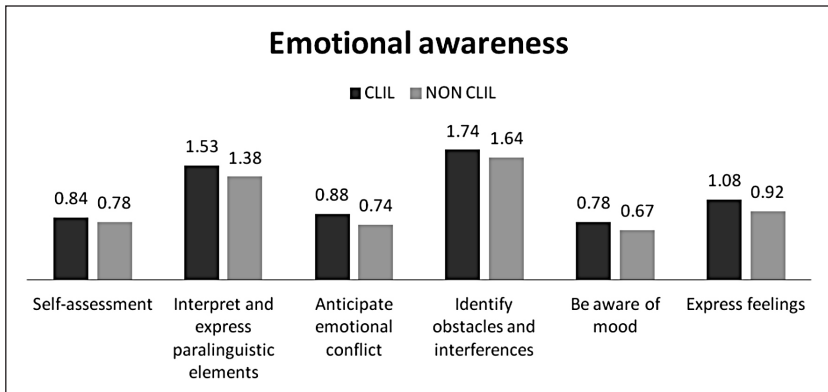 Emotional awareness
CLIL NON CLIL
0.84 0.78 1.53 1.38 0.88 0.74 1.74 1.64 0.78 0.67 1.08 0.92
Self-assessment
Interpret and
express
paralinguistic
elements
Anticipate
emotional
conflict
Identify
obstacles and
interferences
Be aware of
mood
Express feelings